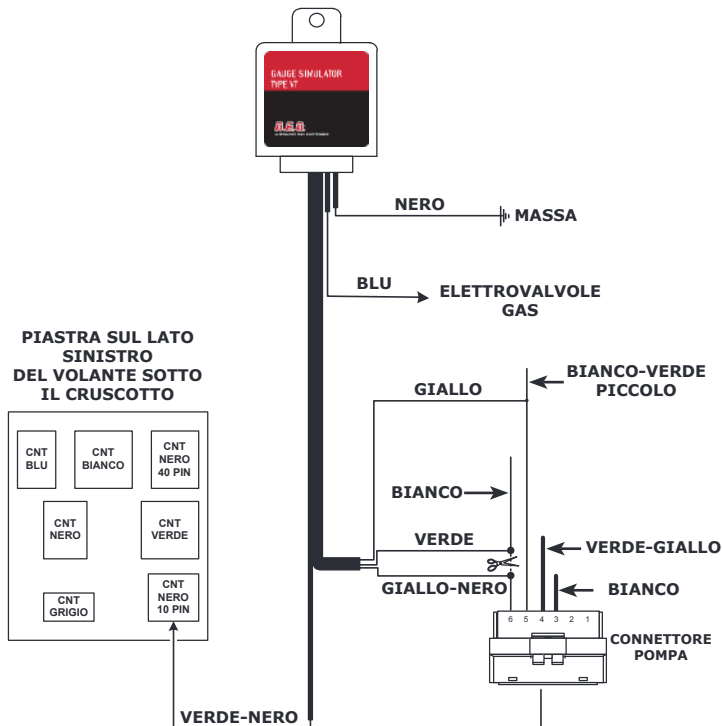 GAUGE SIMULATOR
TYPE V7
A.E.B.
NERO
MASSA
BLU
ELETTROVALVOLE
GAS
PIASTRA SUL LATO
SINISTRO
DEL VOLANTE SOTTO
IL CRUSCOTTO
CNT
BLU
CNT
BIANCO
CNT
NERO
40 PIN
CNT
NERO
CNT
VERDE
CNT
GRIGIO
CNT
NERO
10 PIN
GIALLO
BIANCO-VERDE
PICCOLO
BIANCO
VERDE
VERDE-GIALLO
GIALLO-NERO
BIANCO
6 5 4 3 2 1
CONNETTORE
POMPA
VERDE-NERO